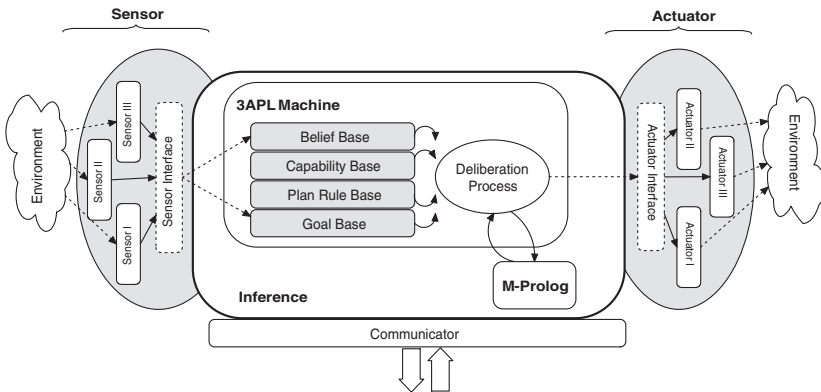 Sensor
Actuator
Environment
Sensor III
Sensor II
Sensor I
Sensor Interface
3APL Machine
Belief Base
Capability Base
Plan Rule Base
Goal Base
Deliberation
Process
M-Prolog
Inference
Communicator
Actuator Interface
Actuator II
Actuator III
Actuator I
Environment